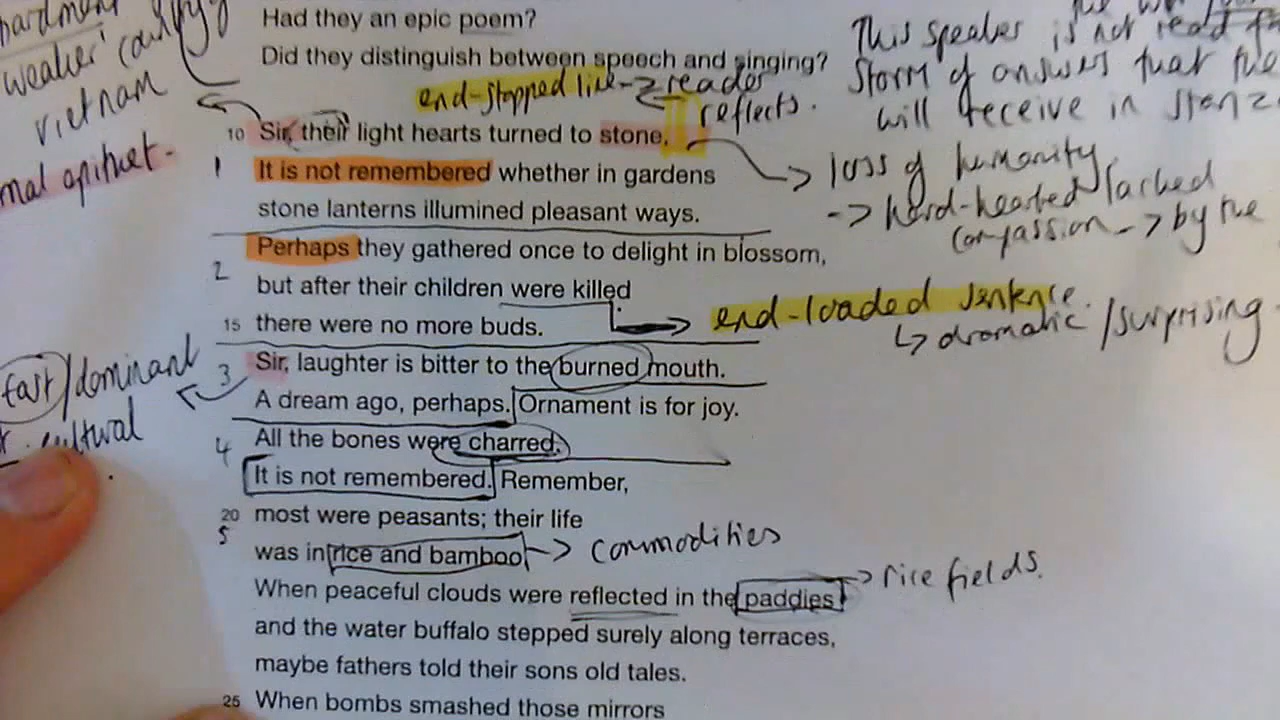 Had they an epic poem?
Did they distinguish between speech and singing?
end-stopped line -> reader
reflects.
This speaker is not
storm of answers that the
will receive in
weaker
vietnam
10 Sir, their light hearts turned to stone.
1 It is not remembered whether in gardens
stone lanterns illumined pleasant ways.
-> loss of humanity
-> hard-hearted / lacked
compassion -> by the
2 Perhaps they gathered once to delight in blossom,
but after their children were killed
15 there were no more buds.
end-loaded sentence.
↳ dramatic / surprising
3 Sir, laughter is bitter to the burned mouth.
/ dominant
cultural
A dream ago, perhaps. Ornament is for joy.
4 All the bones were charred.
It is not remembered. Remember,
20 most were peasants; their life
5 was in rice and bamboo -> commodities
When peaceful clouds were reflected in the paddies -> rice fields.
and the water buffalo stepped surely along terraces,
maybe fathers told their sons old tales.
25 When bombs smashed those mirrors